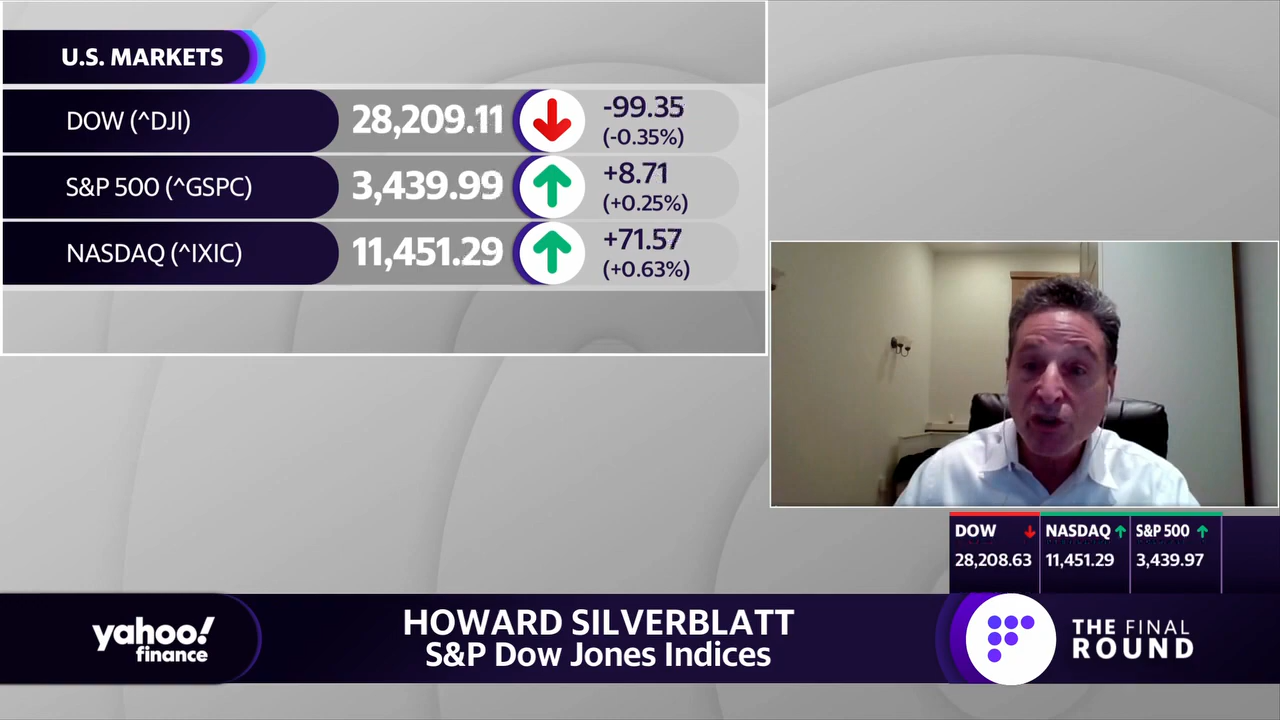 U.S. MARKETS
DOW (^DJI) 28,209.11 -99.35
(-0.35%)
S&P 500 (^GSPC) 3,439.99 +8.71
(+0.25%)
NASDAQ (^IXIC) 11,451.29 +71.57
(+0.63%)
DOW NASDAQ S&P 500
28,208.63 11,451.29 3,439.97
yahoo!
finance
HOWARD SILVERBLATT
S&P Dow Jones Indices
THE FINAL
ROUND